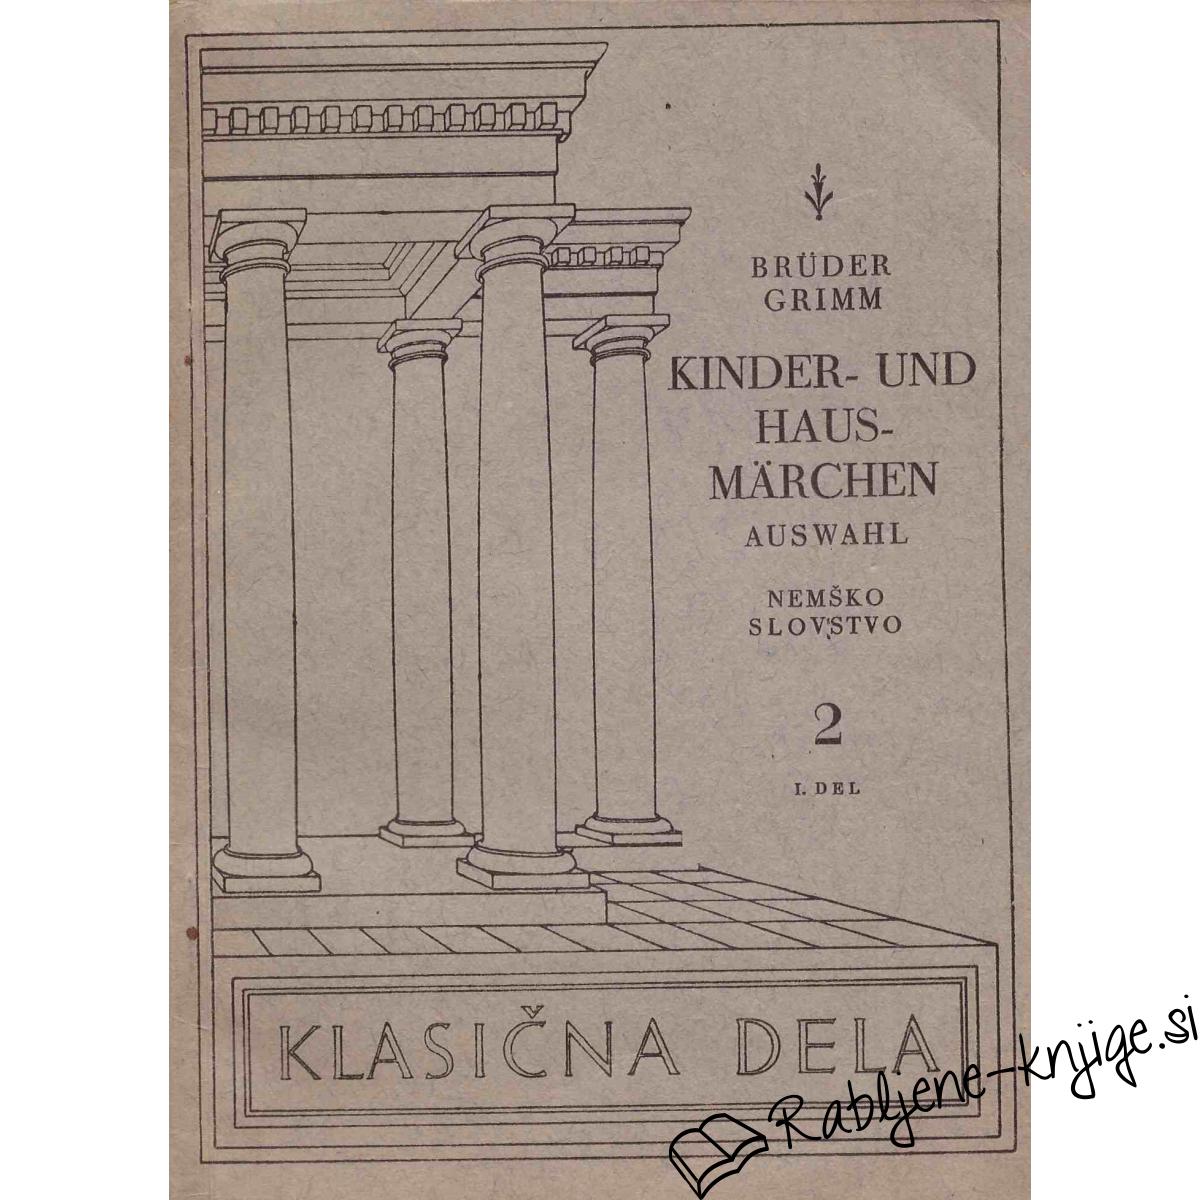 BRÜDER
GRIMM
KINDER- UND
HAUS-
MÄRCHEN
AUSWAHL
NEMŠKO
SLOVSTVO
2
I. DEL
KLASIČNA DELA
Rabljene-knjige.si